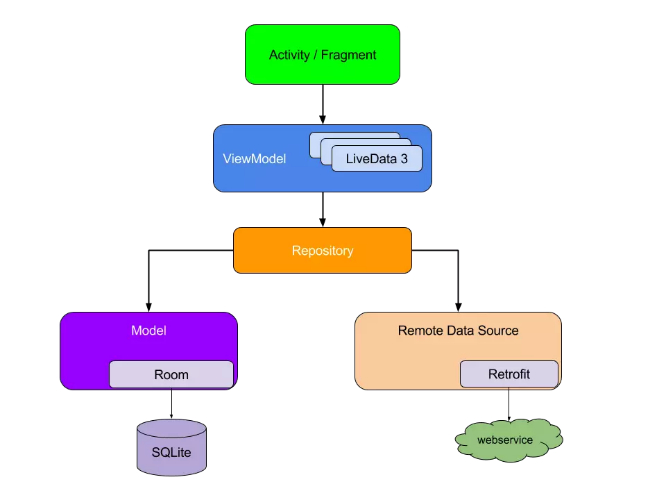 Activity / Fragment
ViewModel
LiveData 3
Repository
Model
Remote Data Source
Room
Retrofit
SQLite
webservice